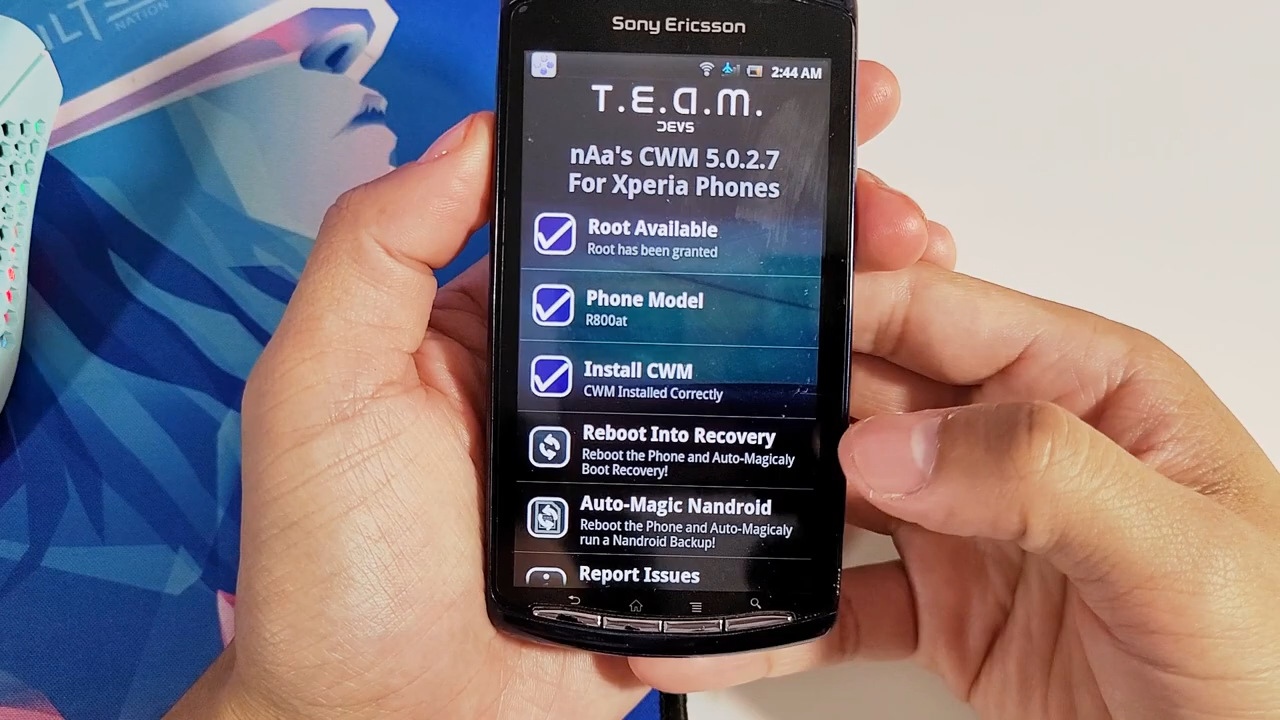 NATION
Sony Ericsson
2:44 AM
T.E.a.m.
DEVS
nAa's CWM 5.0.2.7
For Xperia Phones
Root Available
Root has been granted
Phone Model
R800at
Install CWM
CWM Installed Correctly
Reboot Into Recovery
Reboot the Phone and Auto-Magicaly
Boot Recovery!
Auto-Magic Nandroid
Reboot the Phone and Auto-Magicaly
run a Nandroid Backup!
Report Issues